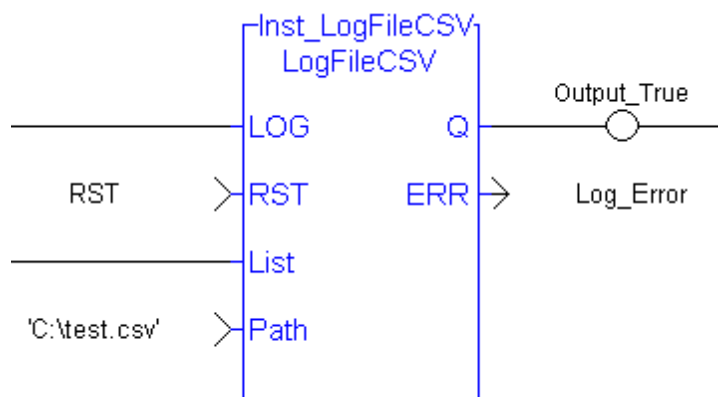 Inst_LogFileCSV
LogFileCSV
Output_True
LOG Q
RST RST ERR Log_Error
List
'C:\test.csv' Path